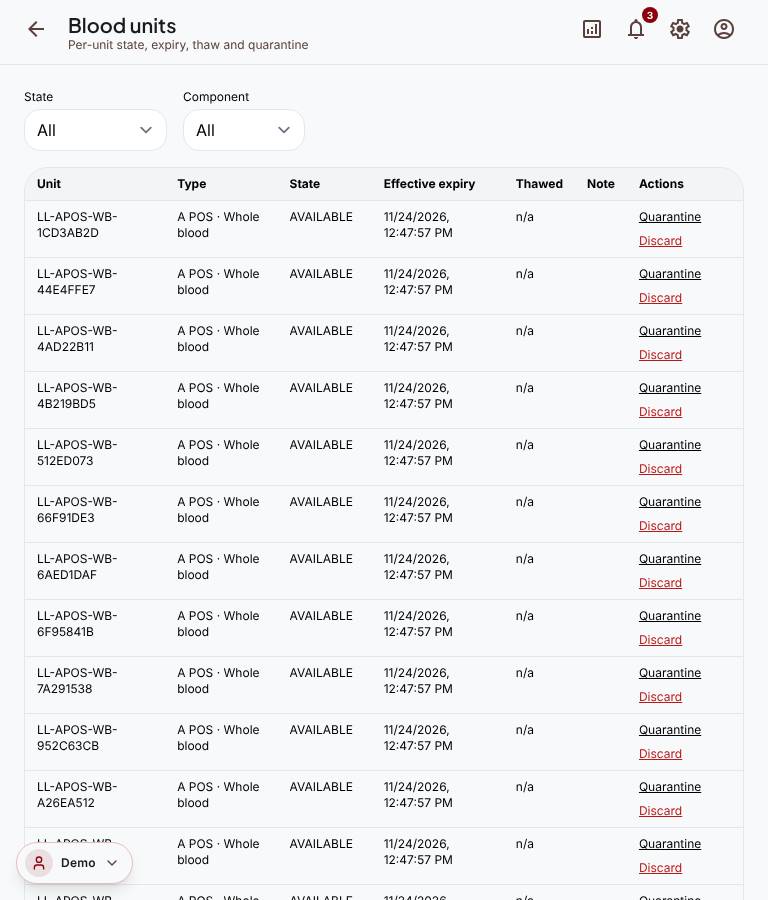 Blood units
Per-unit state, expiry, thaw and quarantine
3
State
Component
All
All
Unit Type State Effective expiry Thawed Note Actions
LL-APOS-WB- A POS · Whole AVAILABLE 11/24/2026, n/a Quarantine
1CD3AB2D blood 12:47:57 PM
Discard
LL-APOS-WB- A POS · Whole AVAILABLE 11/24/2026, n/a Quarantine
44E4FFE7 blood 12:47:57 PM
Discard
LL-APOS-WB- A POS · Whole AVAILABLE 11/24/2026, n/a Quarantine
4AD22B11 blood 12:47:57 PM
Discard
LL-APOS-WB- A POS · Whole AVAILABLE 11/24/2026, n/a Quarantine
4B219BD5 blood 12:47:57 PM
Discard
LL-APOS-WB- A POS · Whole AVAILABLE 11/24/2026, n/a Quarantine
512ED073 blood 12:47:57 PM
Discard
LL-APOS-WB- A POS · Whole AVAILABLE 11/24/2026, n/a Quarantine
66F91DE3 blood 12:47:57 PM
Discard
LL-APOS-WB- A POS · Whole AVAILABLE 11/24/2026, n/a Quarantine
6AED1DAF blood 12:47:57 PM
Discard
LL-APOS-WB- A POS · Whole AVAILABLE 11/24/2026, n/a Quarantine
6F95841B blood 12:47:57 PM
Discard
LL-APOS-WB- A POS · Whole AVAILABLE 11/24/2026, n/a Quarantine
7A291538 blood 12:47:57 PM
Discard
LL-APOS-WB- A POS · Whole AVAILABLE 11/24/2026, n/a Quarantine
952C63CB blood 12:47:57 PM
Discard
LL-APOS-WB- A POS · Whole AVAILABLE 11/24/2026, n/a Quarantine
A26EA512 blood 12:47:57 PM
Discard
A POS · Whole AVAILABLE 11/24/2026, n/a Quarantine
blood 12:47:57 PM
Discard
Demo